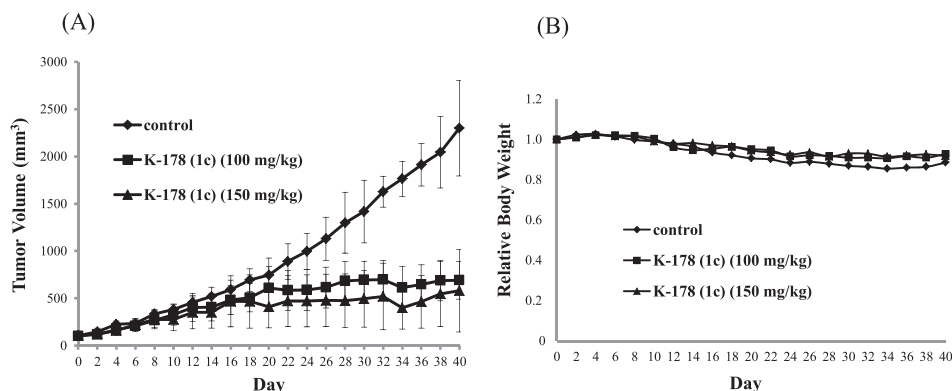 (A)
3000
2500
2000
1500
1000
500
0
Tumor Volume (mm³)
control
K-178 (1c) (100 mg/kg)
K-178 (1c) (150 mg/kg)
0 2 4 6 8 10 12 14 16 18 20 22 24 26 28 30 32 34 36 38 40
Day
(B)
1.2
1.0
0.8
0.6
0.4
0.2
0
Relative Body Weight
control
K-178 (1c) (100 mg/kg)
K-178 (1c) (150 mg/kg)
0 2 4 6 8 10 12 14 16 18 20 22 24 26 28 30 32 34 36 38 40
Day